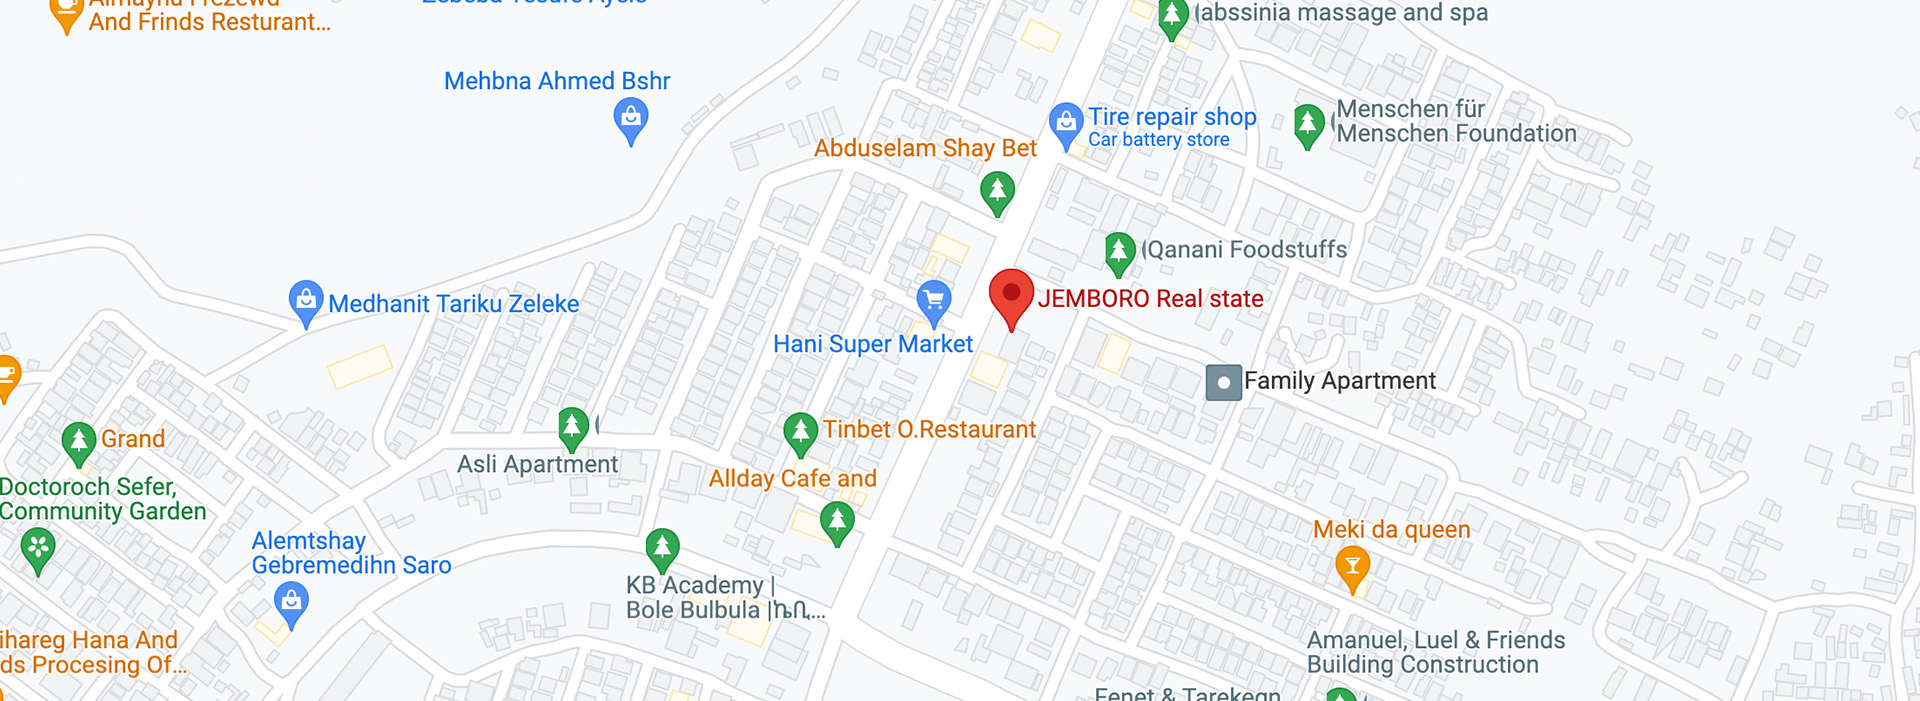 And Frinds Resturant...
(abssinia massage and spa
Mehbna Ahmed Bshr
Tire repair shop
Car battery store
Menschen für
Menschen Foundation
Abduselam Shay Bet
(Qanani Foodstuffs
JEMBORO Real state
Medhanit Tariku Zeleke
Hani Super Market
Family Apartment
Grand
Tinbet O.Restaurant
Asli Apartment
Allday Cafe and
Doctoroch Sefer,
Community Garden
Meki da queen
Alemtshay
Gebremedihn Saro
KB Academy |
Bole Bulbula |ኬቢ...
ihareg Hana And
ds Procesing Of...
Amanuel, Luel & Friends
Building Construction
Fenet & Tarekegn